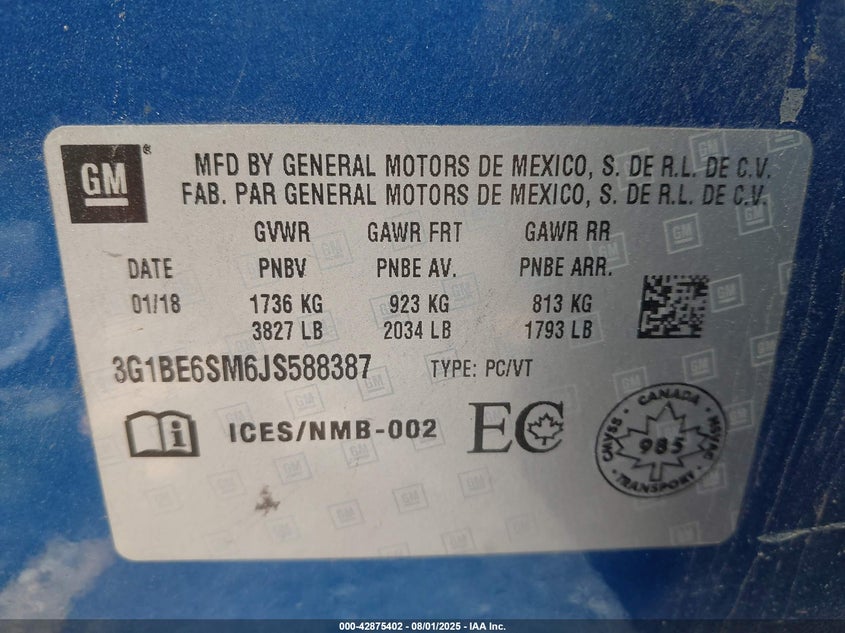 GM®
MFD BY GENERAL MOTORS DE MEXICO, S. DE R.L. DE C.V.
FAB. PAR GENERAL MOTORS DE MEXICO, S. DE R.L. DE C.V.
GVWR GAWR FRT GAWR RR
DATE PNBV PNBE AV. PNBE ARR.
01/18 1736 KG 923 KG 813 KG
3827 LB 2034 LB 1793 LB
3G1BE6SM6JS588387 TYPE: PC/VT
i ICES/NMB-002 EC
CANADA
CMVSS 985 NSVAC
TRANSPORT
000-42875402 - 08/01/2025 - IAA Inc.